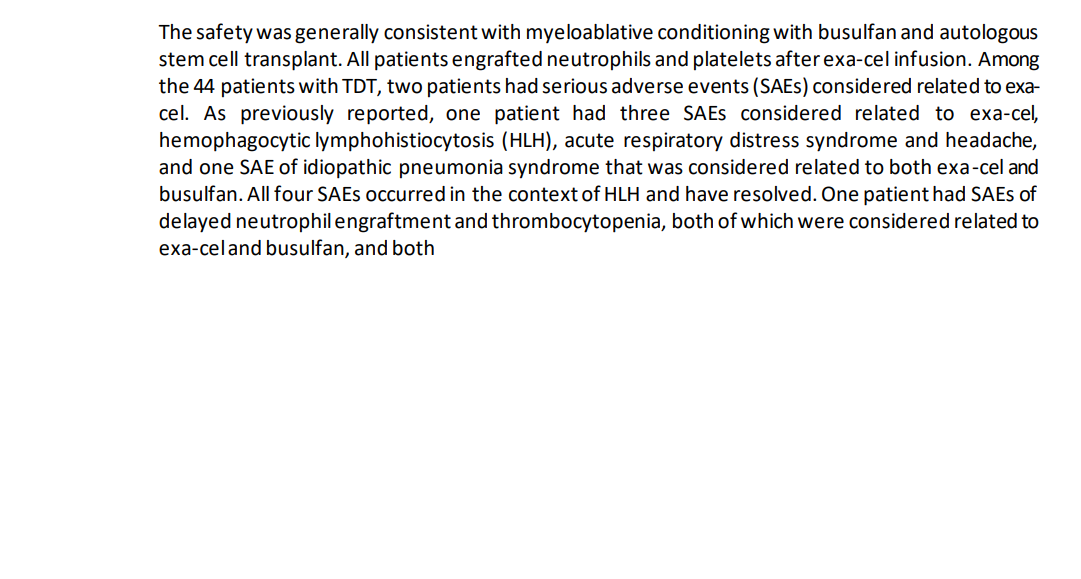 The safety was generally consistent with myeloablative conditioning with busulfan and autologous
stem cell transplant. All patients engrafted neutrophils and platelets after exa-cel infusion. Among
the 44 patients with TDT, two patients had serious adverse events (SAEs) considered related to exa-
cel. As previously reported, one patient had three SAEs considered related to exa-cel,
hemophagocytic lymphohistiocytosis (HLH), acute respiratory distress syndrome and headache,
and one SAE of idiopathic pneumonia syndrome that was considered related to both exa-cel and
busulfan. All four SAEs occurred in the context of HLH and have resolved. One patient had SAEs of
delayed neutrophil engraftment and thrombocytopenia, both of which were considered related to
exa-cel and busulfan, and both